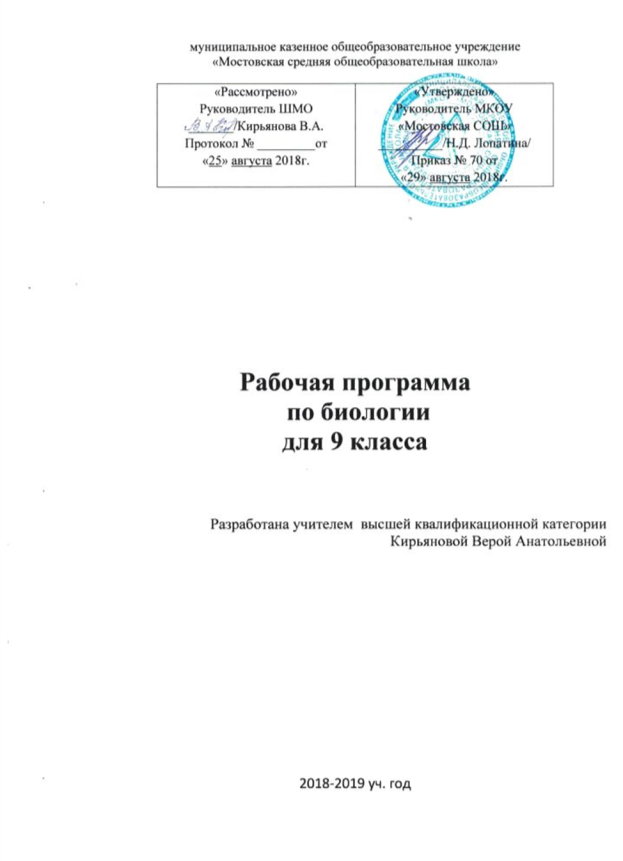 муниципальное казенное общеобразовательное учреждение
«Мостовская средняя общеобразовательная школа»
«Рассмотрено»
Руководитель ШМО
/Кирьянова В.А.
Протокол № _________от
«25» августа 2018г.
«Утверждено»
Руководитель МКОУ
«Мостовская СОШ»
/Н.Д. Лопатина/
Приказ № 70 от
«29» августа 2018г.
Рабочая программа
по биологии
для 9 класса
Разработана учителем высшей квалификационной категории
Кирьяновой Верой Анатольевной
2018-2019 уч. год